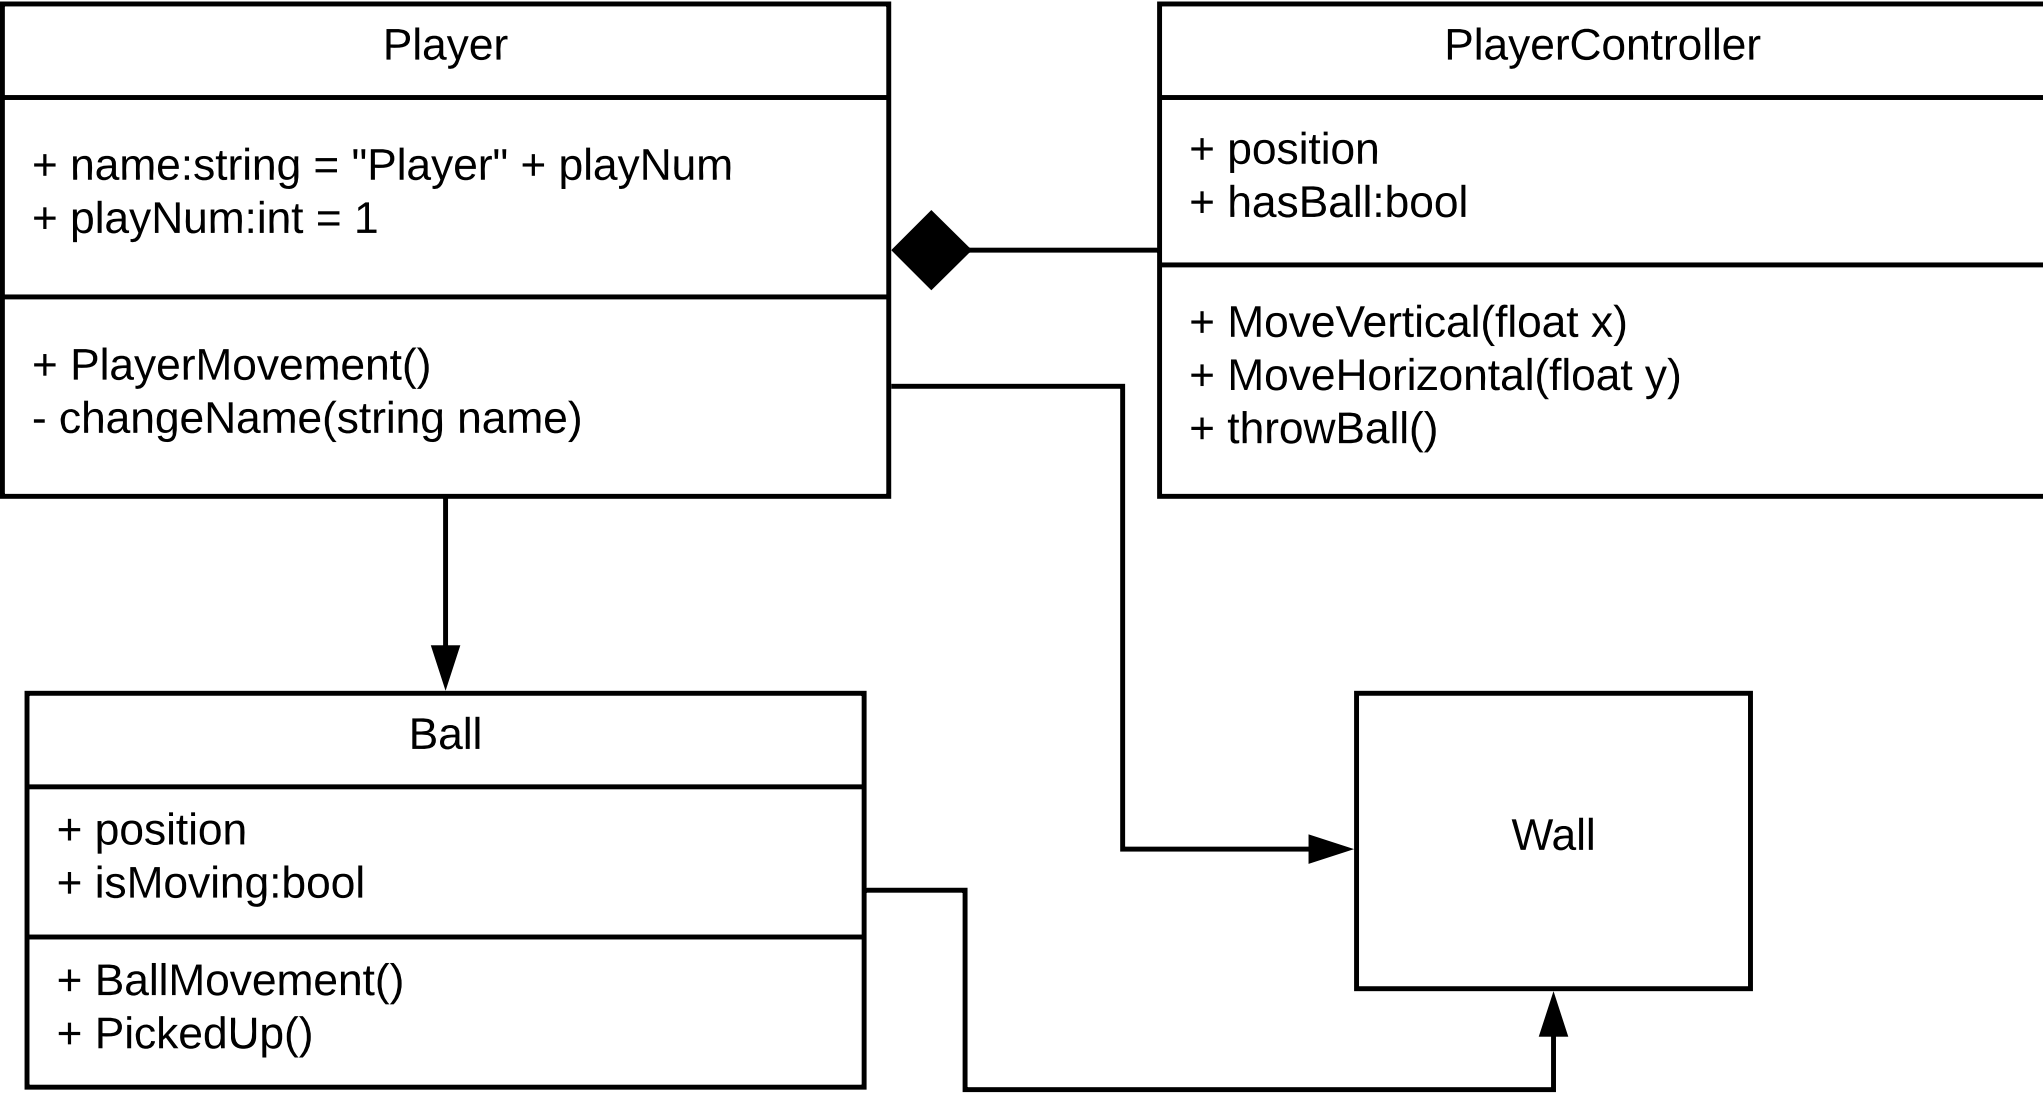 Player
+ name:string = "Player" + playNum
+ playNum:int = 1
+ PlayerMovement()
- changeName(string name)
PlayerController
+ position
+ hasBall:bool
+ MoveVertical(float x)
+ MoveHorizontal(float y)
+ throwBall()
Ball
+ position
+ isMoving:bool
+ BallMovement()
+ PickedUp()
Wall